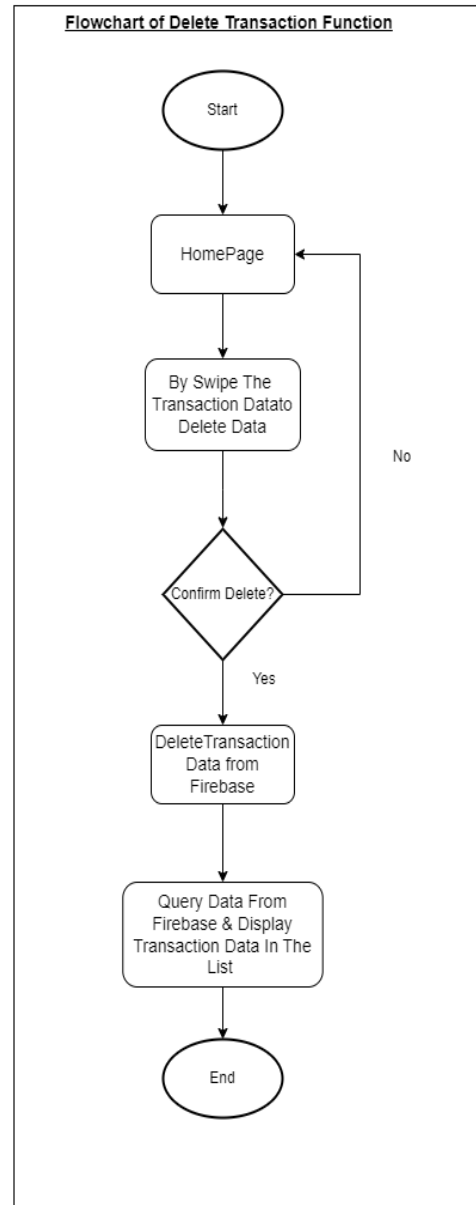 Flowchart of Delete Transaction Function
Start
HomePage
By Swipe The
Transaction Datato
Delete Data
No
Confirm Delete?
Yes
DeleteTransaction
Data from
Firebase
Query Data From
Firebase & Display
Transaction Data In The
List
End